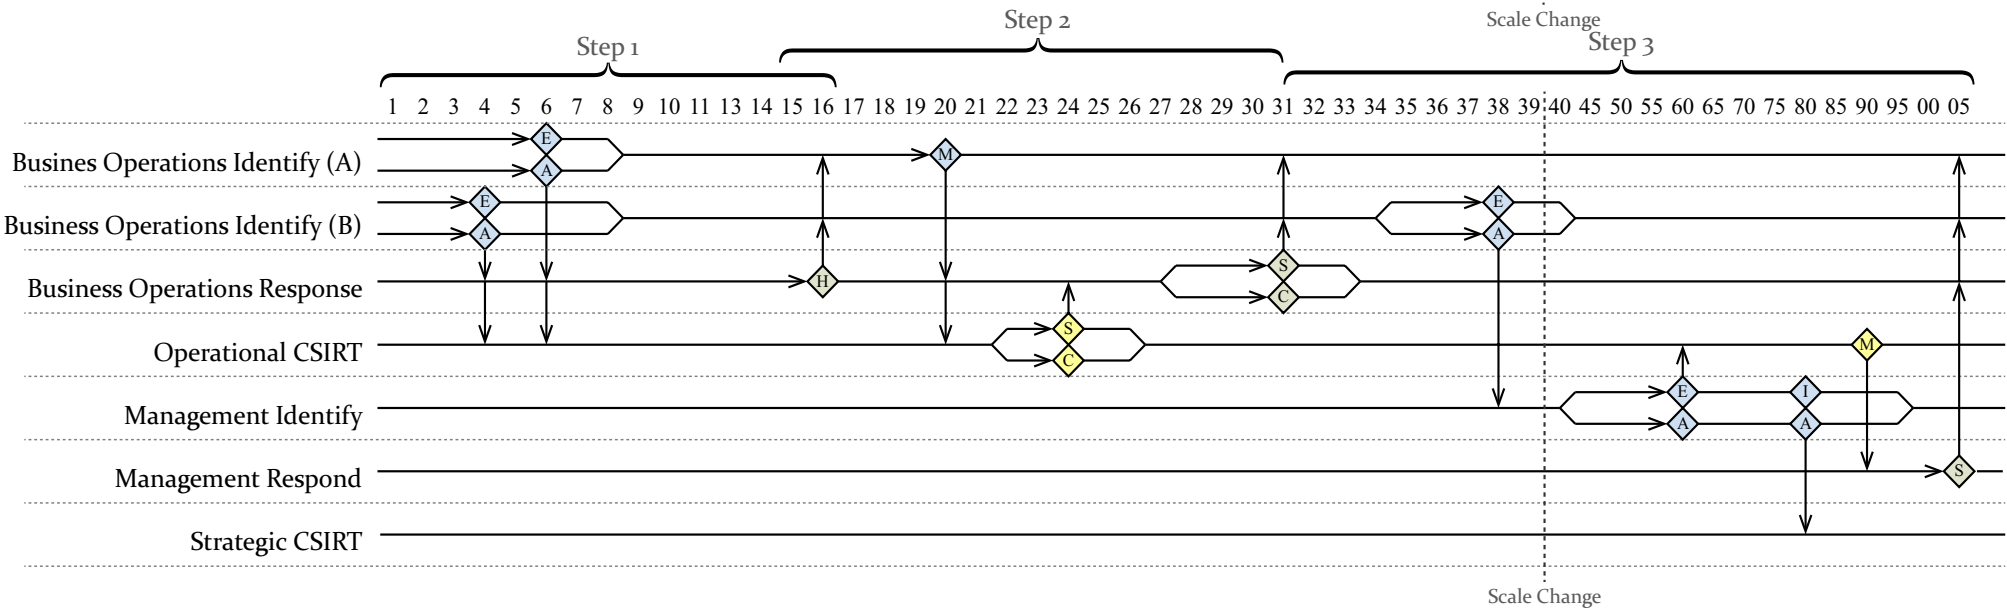 Scale Change
Step 1
Step 2
Step 3
1 2 3 4 5 6 7 8 9 10 11 13 14 15 16 17 18 19 20 21 22 23 24 25 26 27 28 29 30 31 32 33 34 35 36 37 38 39 40 45 50 55 60 65 70 75 80 85 90 95 00 05
E
Busines Operations Identify (A)
M
A
E
E
Business Operations Identify (B)
A
A
S
Business Operations Response
H
C
S
Operational CSIRT
M
C
E I
Management Identify
A A
Management Respond
S
Strategic CSIRT
Scale Change